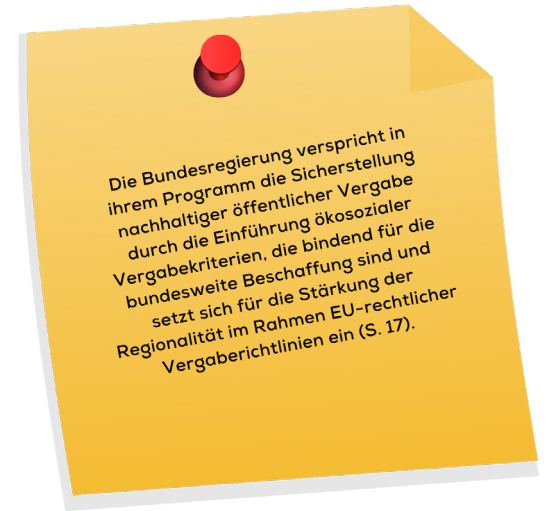 Die Bundesregierung verspricht in
ihrem Programm die Sicherstellung
nachhaltiger öffentlicher Vergabe
durch die Einführung ökosozialer
Vergabekriterien, die bindend für die
bundesweite Beschaffung sind und
setzt sich für die Stärkung der
Regionalität im Rahmen EU-rechtlicher
Vergaberichtlinien ein (S. 17).